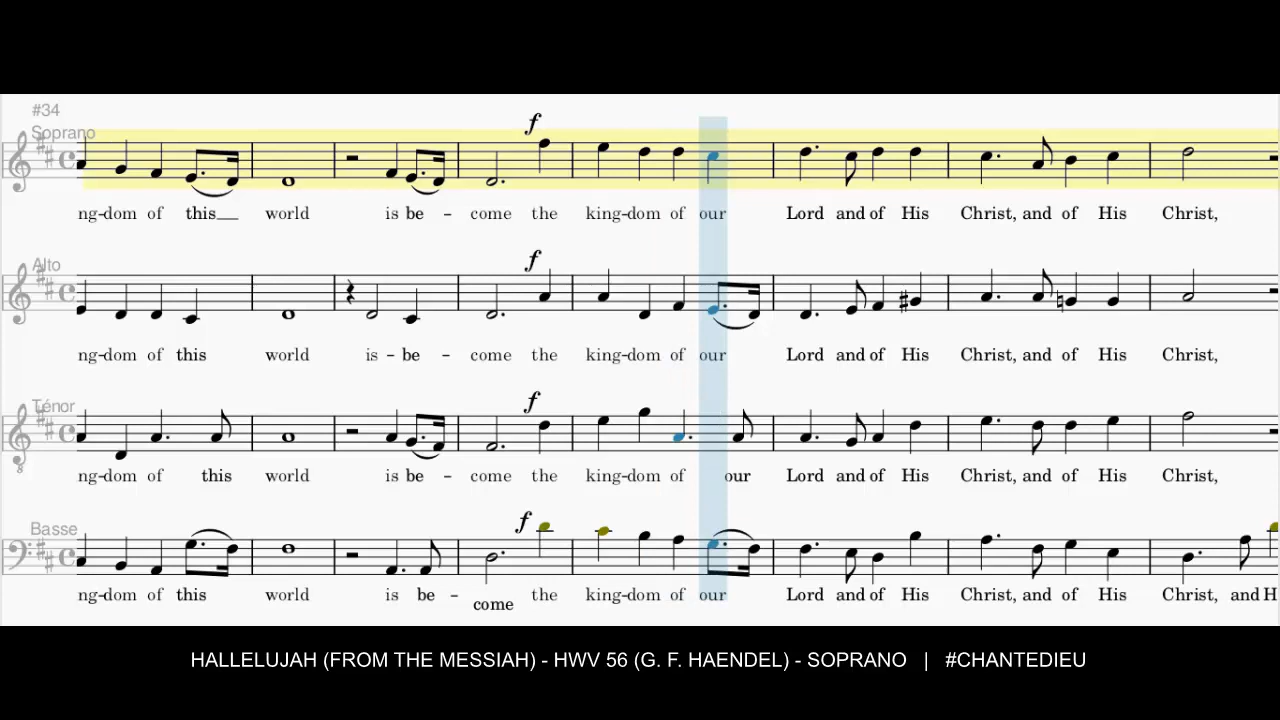 #34
Soprano
f
ng-dom of this__ world is be - come the king-dom of our Lord and of His Christ, and of His Christ,
Alto
f
ng-dom of this world is - be - come the king-dom of our Lord and of His Christ, and of His Christ,
Ténor
f
ng-dom of this world is be - come the king-dom of our Lord and of His Christ, and of His Christ,
Basse
f
ng-dom of this world is be - come the king-dom of our Lord and of His Christ, and of His Christ, and H
HALLELUJAH (FROM THE MESSIAH) - HWV 56 (G. F. HAENDEL) - SOPRANO | #CHANTEDIEU